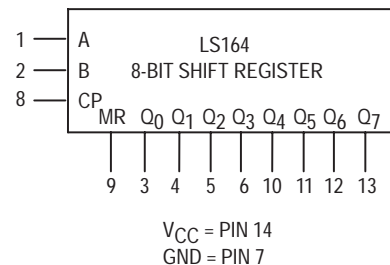 1 A LS164
2 B 8-BIT SHIFT REGISTER
8 CP
MR Q0 Q1 Q2 Q3 Q4 Q5 Q6 Q7
9 3 4 5 6 10 11 12 13
VCC = PIN 14
GND = PIN 7